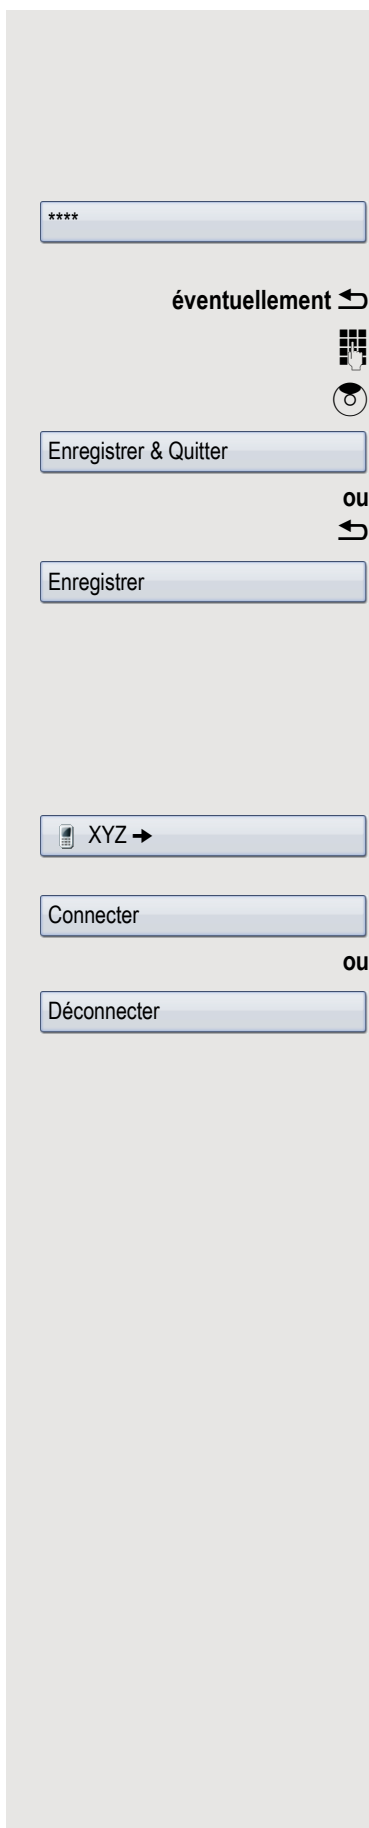 ****
éventuellement
Enregistrer & Quitter
ou
Enregistrer
XYZ →
Connecter
ou
Déconnecter